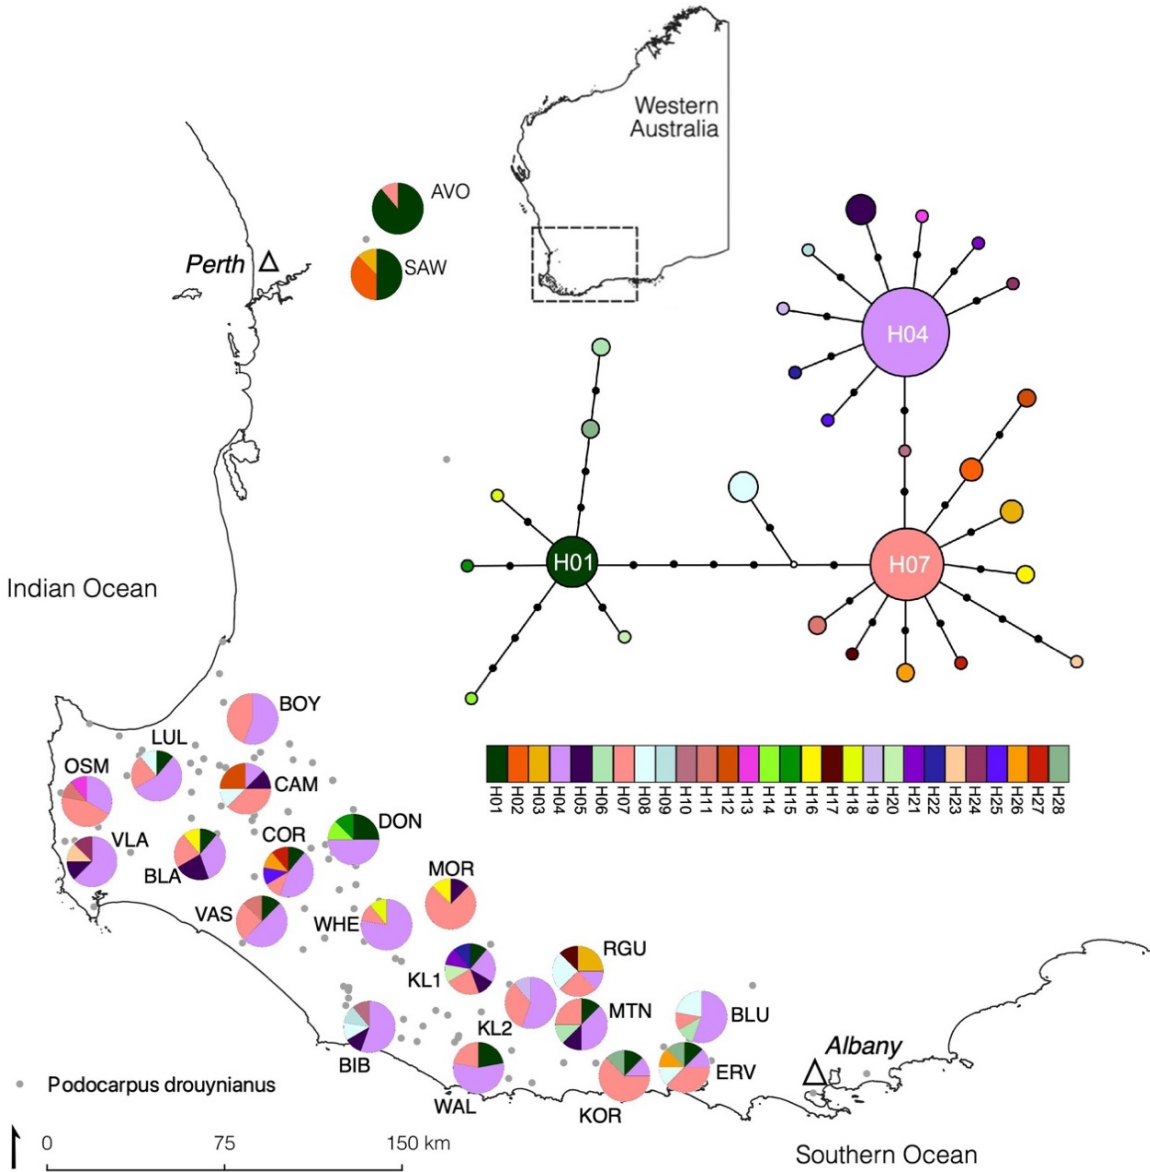 Western
Australia
AVO
Perth
SAW
H04
H01
H07
Indian Ocean
BOY
LUL
OSM
CAM
H01
H02
H03
H04
H05
H06
H07
H08
H09
H10
H11
H12
H13
H14
H15
H16
H17
H18
H19
H20
H21
H22
H23
H24
H25
H26
H27
H28
DON
COR
VLA
BLA
MOR
VAS
WHE
RGU
KL1
MTN
BLU
KL2
Albany
BIB
ERV
WAL
KOR
Podocarpus drouynianus
0 75 150 km
Southern Ocean